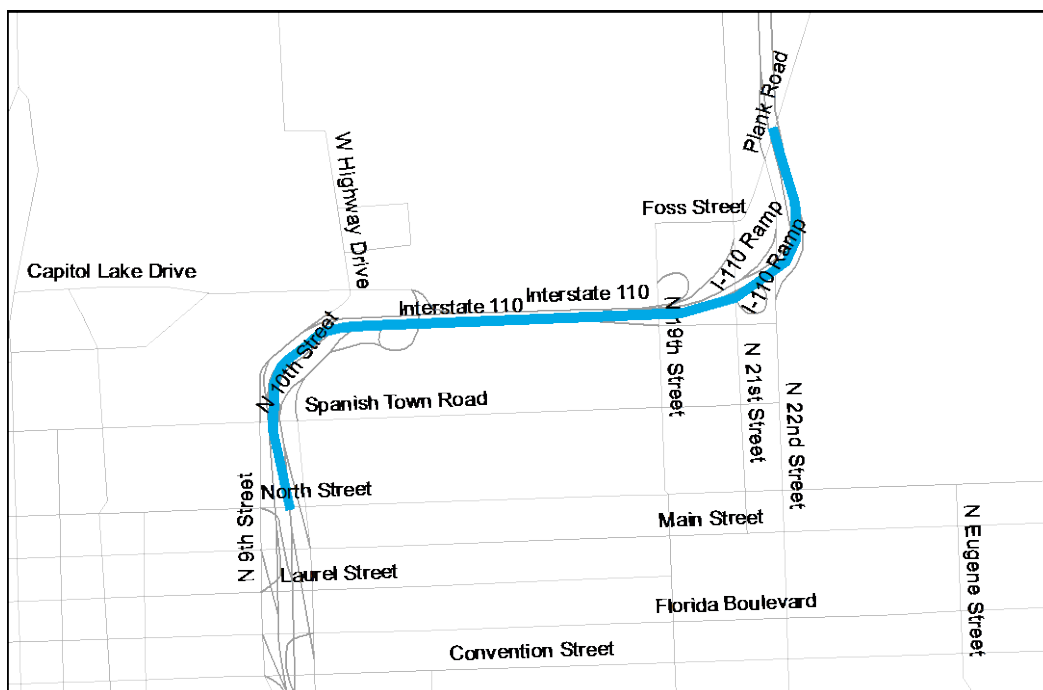 Plank Road
W Highway Drive
Foss Street
I-110 Ramp
I-110 Ramp
Capitol Lake Drive
Interstate 110
Interstate 110
N 10th Street
N 19th Street
N 21st Street
N 22nd Street
Spanish Town Road
North Street
N 9th Street
Main Street
N Eugene Street
Laurel Street
Florida Boulevard
Convention Street